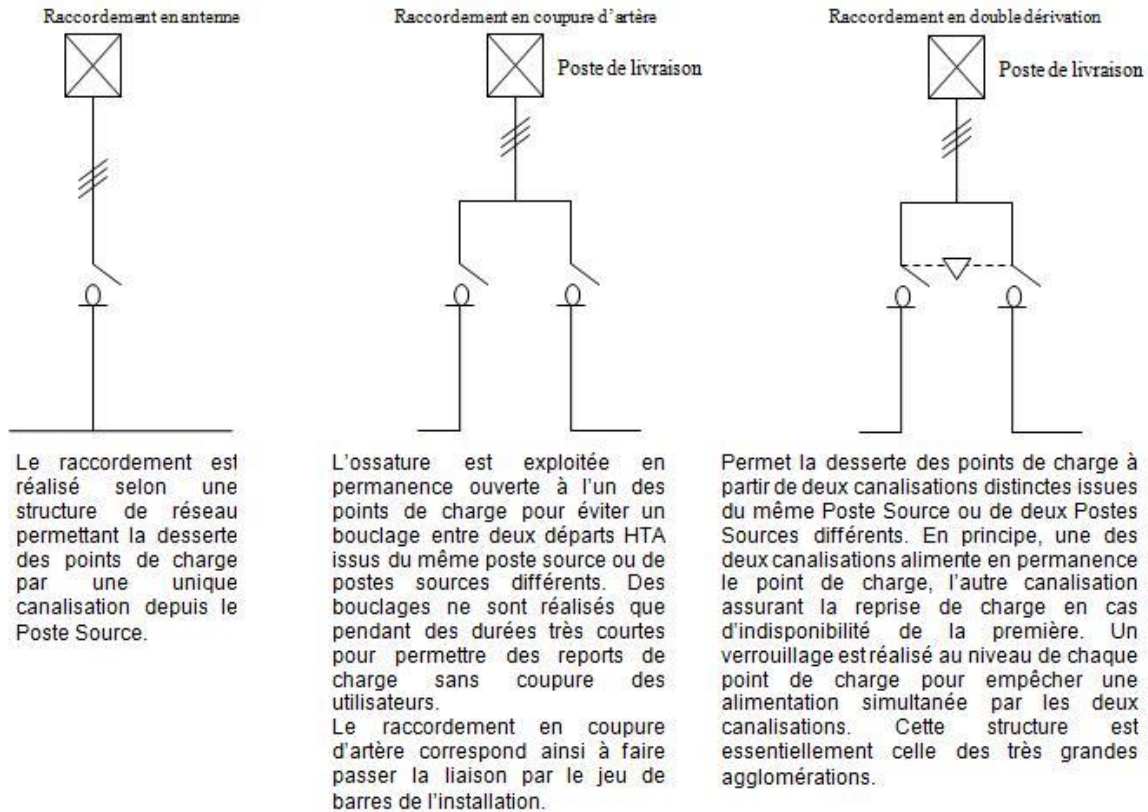 Raccordement en antenne
Raccordement en coupure d'artère
Poste de livraison
Raccordement en double dérivation
Poste de livraison
Le raccordement est
réalisé selon une
structure de réseau
permettant la desserte
des points de charge
par une unique
canalisation depuis le
Poste Source.
L'ossature est exploitée en
permanence ouverte à l'un des
points de charge pour éviter un
bouclage entre deux départs HTA
issus du même poste source ou de
postes sources différents. Des
bouclages ne sont réalisés que
pendant des durées très courtes
pour permettre des reports de
charge sans coupure des
utilisateurs.
Le raccordement en coupure
d'artère correspond ainsi à faire
passer la liaison par le jeu de
barres de l'installation.
Permet la desserte des points de charge à
partir de deux canalisations distinctes issues
du même Poste Source ou de deux Postes
Sources différents. En principe, une des
deux canalisations alimente en permanence
le point de charge, l'autre canalisation
assurant la reprise de charge en cas
d'indisponibilité de la première. Un
verrouillage est réalisé au niveau de chaque
point de charge pour empêcher une
alimentation simultanée par les deux
canalisations. Cette structure est
essentiellement celle des très grandes
agglomérations.